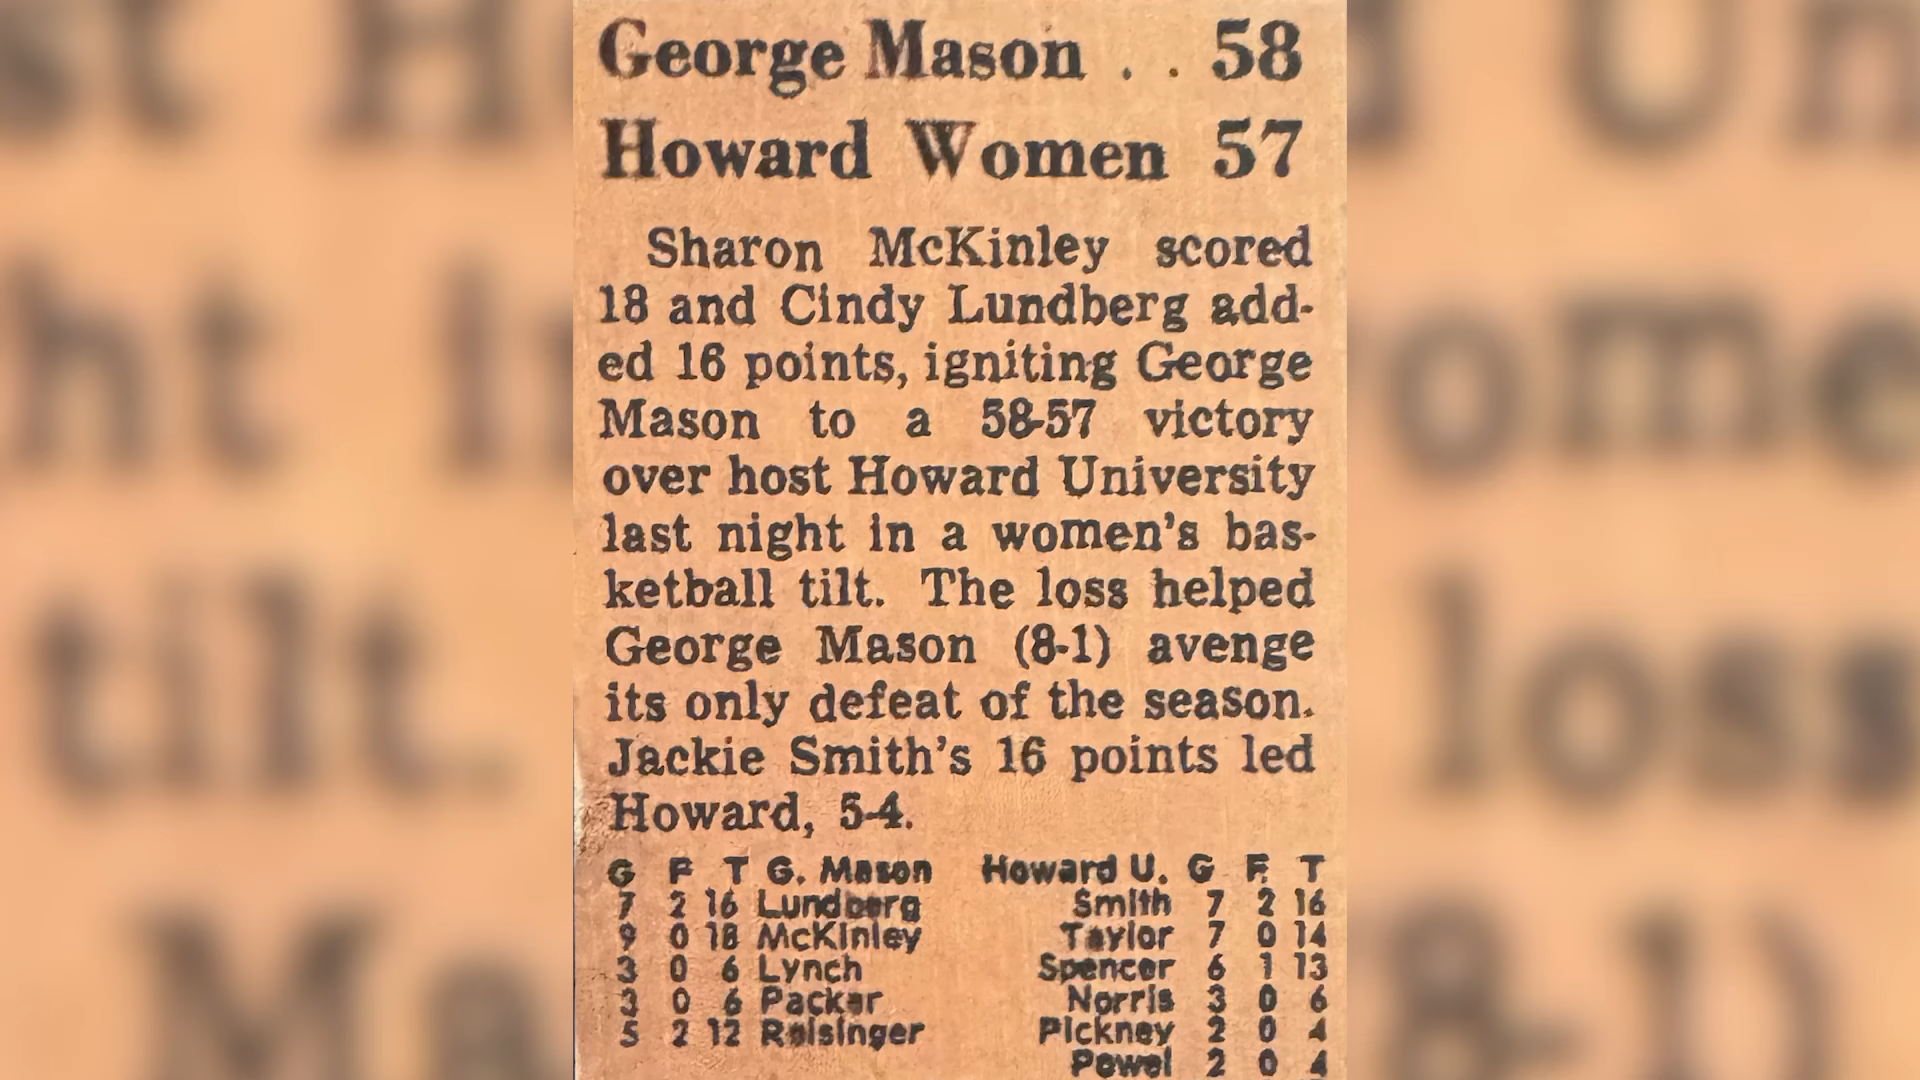 George Mason . . 58
Howard Women 57
Sharon McKinley scored
18 and Cindy Lundberg add-
ed 16 points, igniting George
Mason to a 58-57 victory
over host Howard University
last night in a women's bas-
ketball tilt. The loss helped
George Mason (8-1) avenge
its only defeat of the season.
Jackie Smith's 16 points led
Howard, 5-4.
G F T G. Mason Howard U. G F T
7 2 16 Lundberg Smith 7 2 16
9 0 18 McKinley Taylor 7 0 14
3 0 6 Lynch Spencer 6 1 13
3 0 6 Packer Norris 3 0 6
5 2 12 Reisinger Pickney 2 0 4
Powel 2 0 4